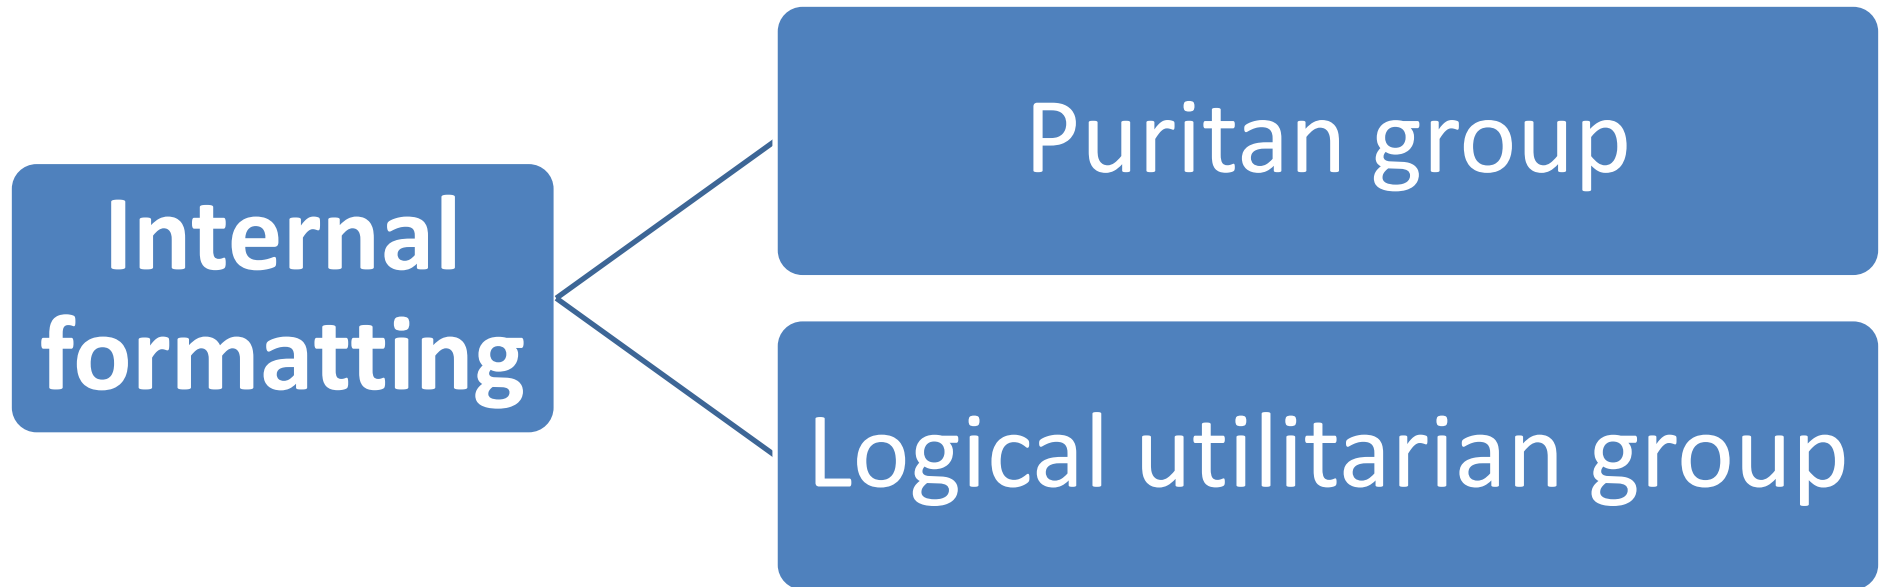 Internal
formatting
Puritan group
Logical utilitarian group